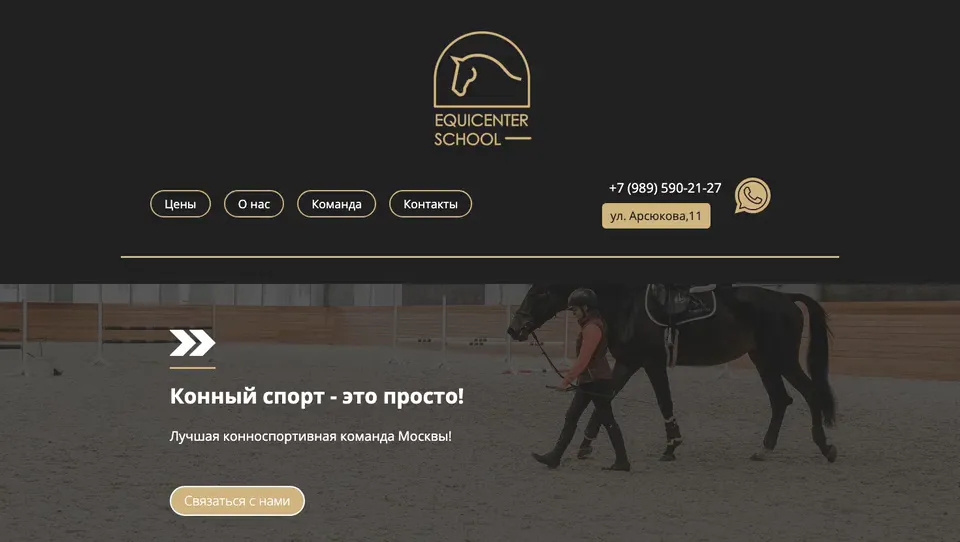 EQUICENTER
SCHOOL
Цены
О нас
Команда
Контакты
+7 (989) 590-21-27
ул. Арсюкова,11
Конный спорт - это просто!
Лучшая конноспортивная команда Москвы!
Связаться с нами